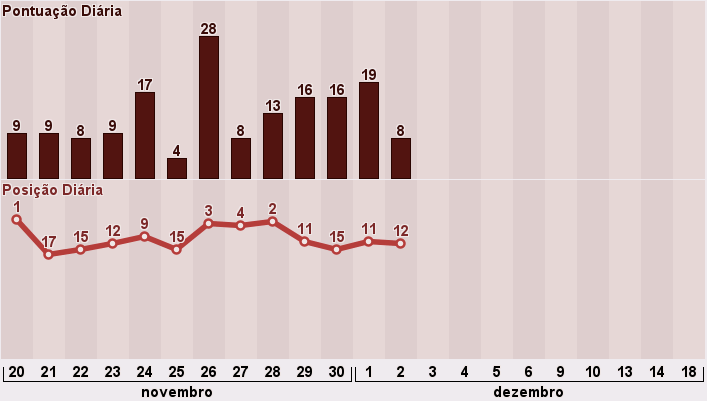 Pontuação Diária
9 9 8 9 17 4 28 8 13 16 16 19 8
Posição Diária
1 17 15 12 9 15 3 4 2 11 15 11 12
20 21 22 23 24 25 26 27 28 29 30 1 2 3 4 5 6 9 10 13 14 18
novembro dezembro